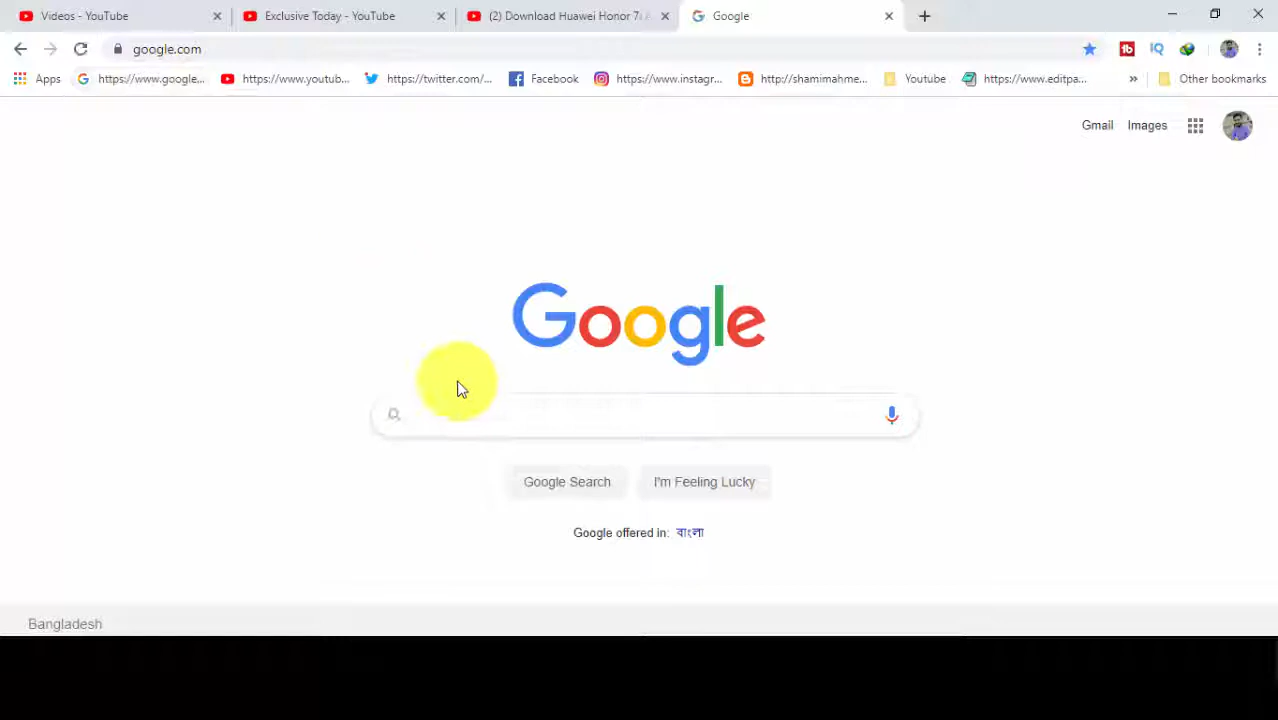 Videos - YouTube
Exclusive Today - YouTube
(2) Download Huawei Honor 7
Google
google.com
Apps
https://www.google...
https://www.youtub...
https://twitter.com/...
Facebook
https://www.instagr...
http://shamimahme...
Youtube
https://www.editpa...
Other bookmarks
Gmail
Images
Google
Google Search
I'm Feeling Lucky
Google offered in: বাংলা
Bangladesh